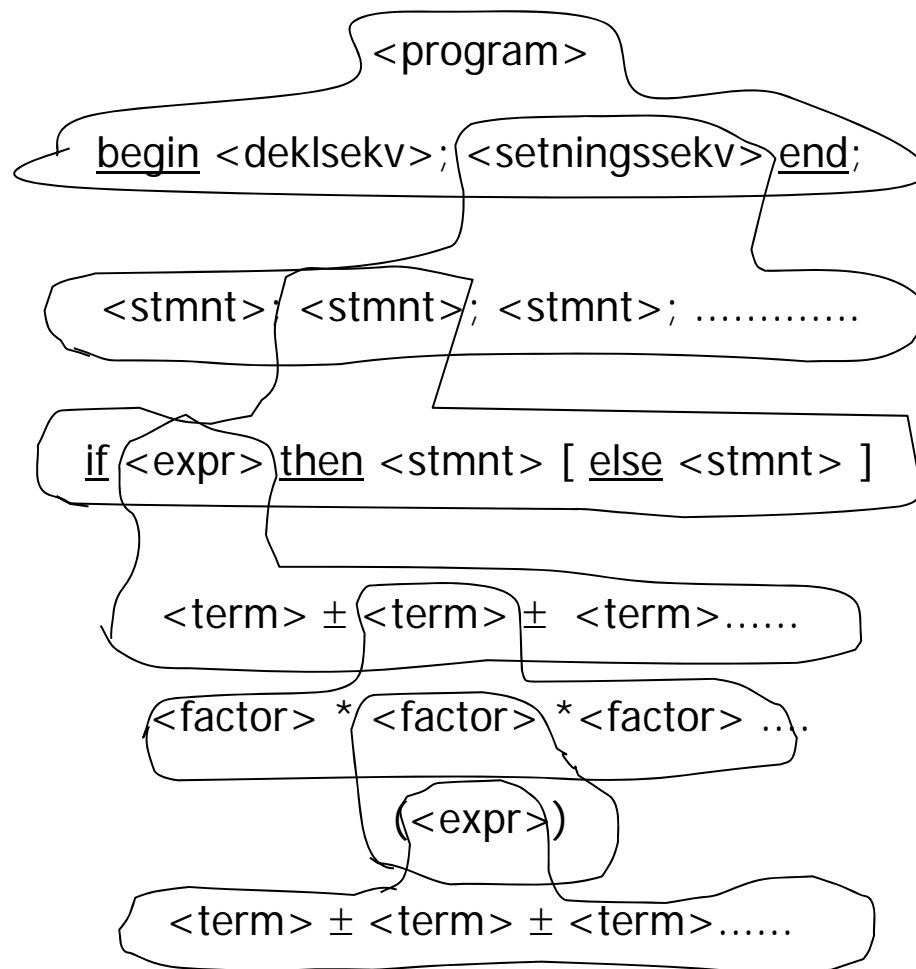 <program>
begin <deklsekv>; <setningssekv> end;
<stmnt>; <stmnt>; <stmnt>; .............
if <expr> then <stmnt> [ else <stmnt> ]
<term> ± <term> ± <term>......
<factor> * <factor> *<factor> ....
(<expr>)
<term> ± <term> ± <term>......